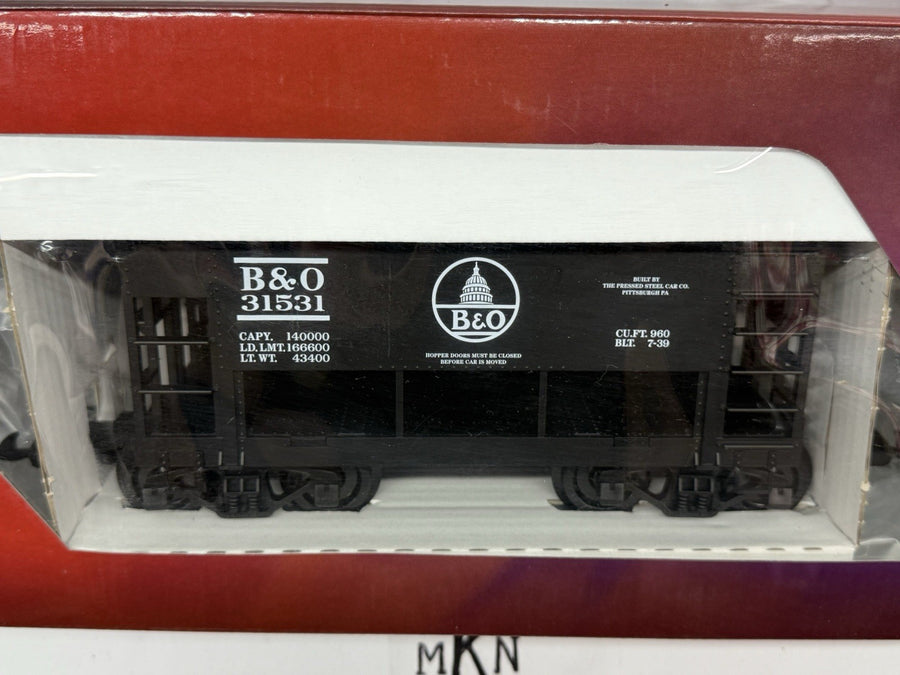 B&O
31531
CAPY. 140000
LD. LMT. 166600
LT. WT. 43400
B&O
HOPPER DOORS MUST BE CLOSED
BEFORE CAR IS MOVED
BUILT BY
THE PRESSED STEEL CAR CO.
PITTSBURGH PA
CU.FT. 960
BLT. 7-39
MKN